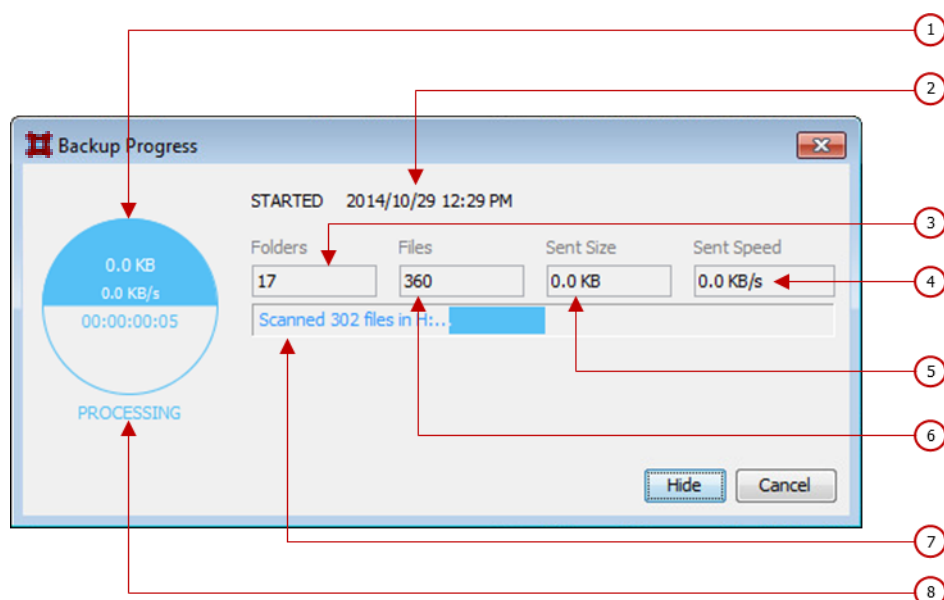 1
2
Backup Progress
STARTED 2014/10/29 12:29 PM
3
Folders Files Sent Size Sent Speed
0.0 KB
17 360 0.0 KB 0.0 KB/s
4
0.0 KB/s
00:00:00:05
Scanned 302 files in H:...
5
PROCESSING
6
Hide Cancel
7
8